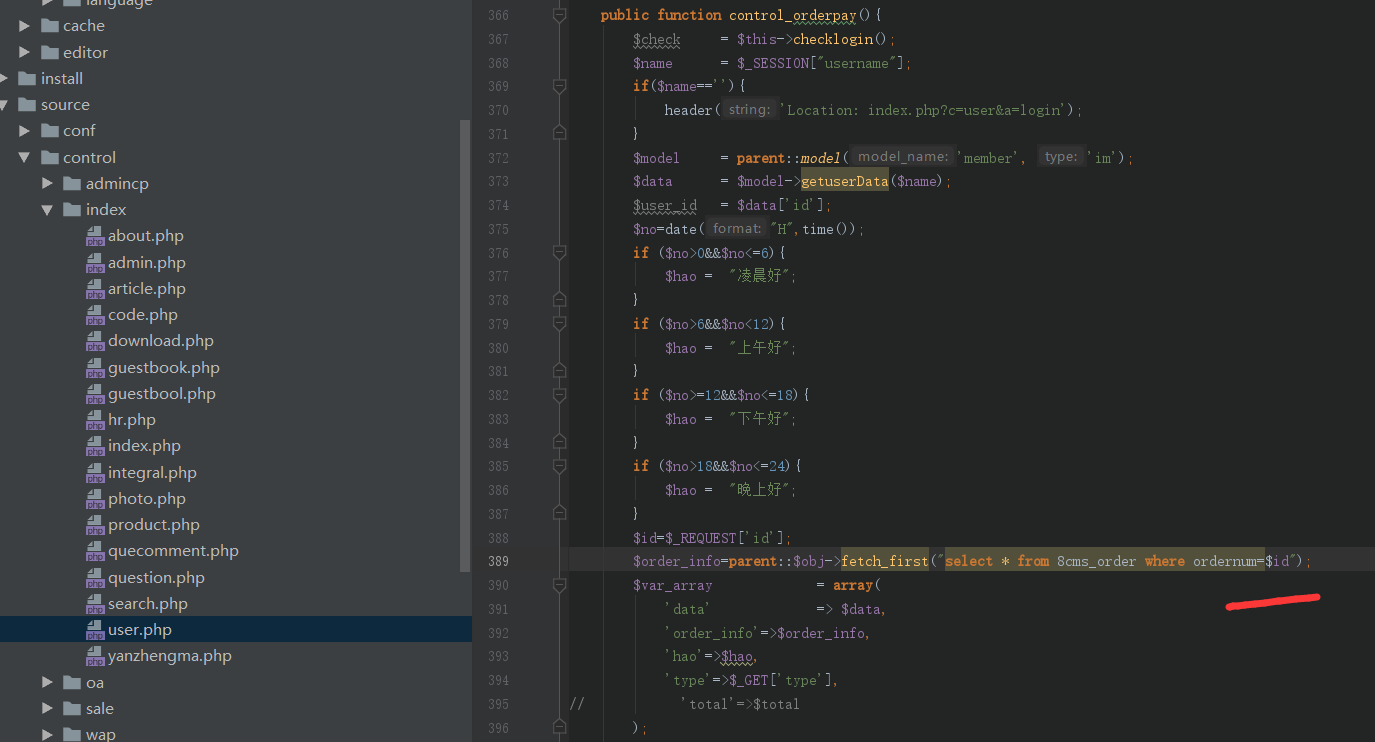 language
cache
editor
install
source
conf
control
admincp
index
about.php
admin.php
article.php
code.php
download.php
guestbook.php
guestbool.php
hr.php
index.php
integral.php
photo.php
product.php
quecomment.php
question.php
search.php
user.php
yanzhengma.php
oa
sale
wap
366 public function control_orderpay(){
367 $check = $this->checklogin();
368 $name = $_SESSION["username"];
369 if($name==''){
370 header( string: 'Location: index.php?c=user&a=login');
371 }
372 $model = parent::model( model_name: 'member', type: 'im');
373 $data = $model->getuserData($name);
374 $user_id = $data['id'];
375 $no=date( format: "H",time());
376 if ($no>0&&$no<=6){
377 $hao = "凌晨好";
378 }
379 if ($no>6&&$no<12){
380 $hao = "上午好";
381 }
382 if ($no>=12&&$no<=18){
383 $hao = "下午好";
384 }
385 if ($no>18&&$no<=24){
386 $hao = "晚上好";
387 }
388 $id=$_REQUEST['id'];
389 $order_info=parent::$obj->fetch_first("select * from 8cms_order where ordernum=$id");
390 $var_array = array(
391 'data' => $data,
392 'order_info'=>$order_info,
393 'hao'=>$hao,
394 'type'=>$_GET['type'],
395 // 'total'=>$total
396 );